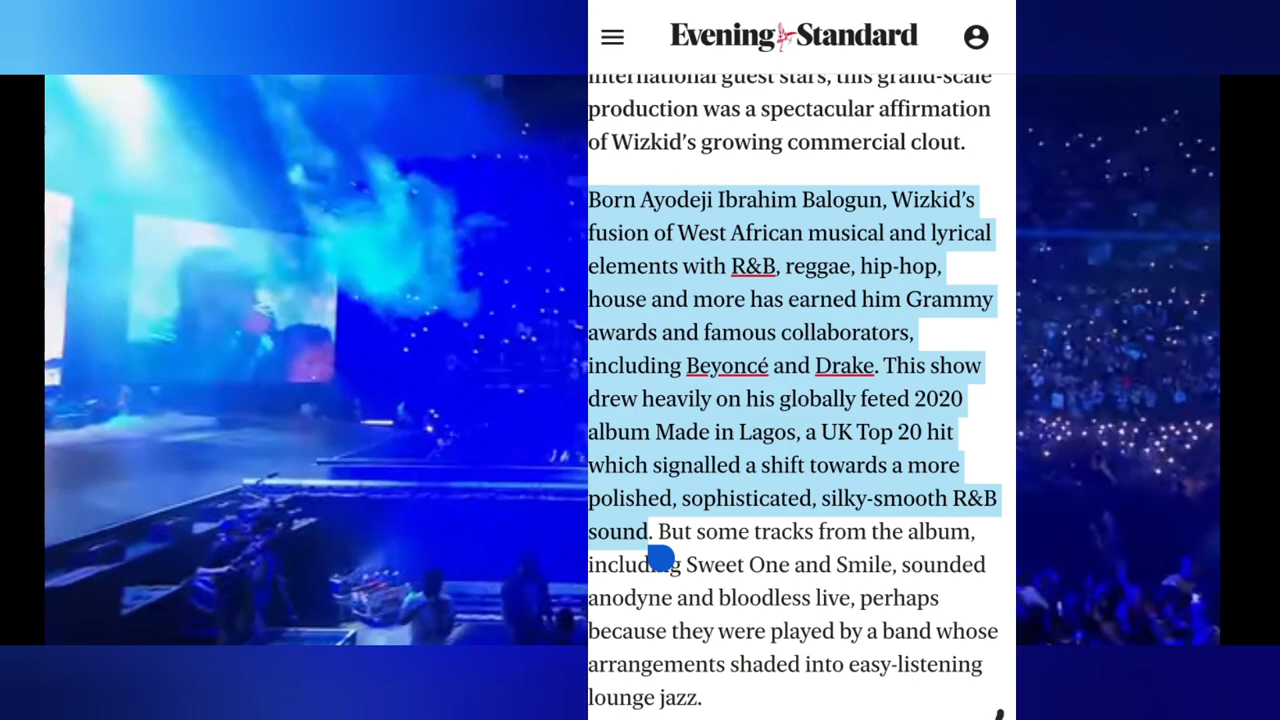 Evening Standard
international guest stars, this grand-scale
production was a spectacular affirmation
of Wizkid’s growing commercial clout.
Born Ayodeji Ibrahim Balogun, Wizkid’s
fusion of West African musical and lyrical
elements with R&B, reggae, hip-hop,
house and more has earned him Grammy
awards and famous collaborators,
including Beyoncé and Drake. This show
drew heavily on his globally feted 2020
album Made in Lagos, a UK Top 20 hit
which signalled a shift towards a more
polished, sophisticated, silky-smooth R&B
sound. But some tracks from the album,
including Sweet One and Smile, sounded
anodyne and bloodless live, perhaps
because they were played by a band whose
arrangements shaded into easy-listening
lounge jazz.